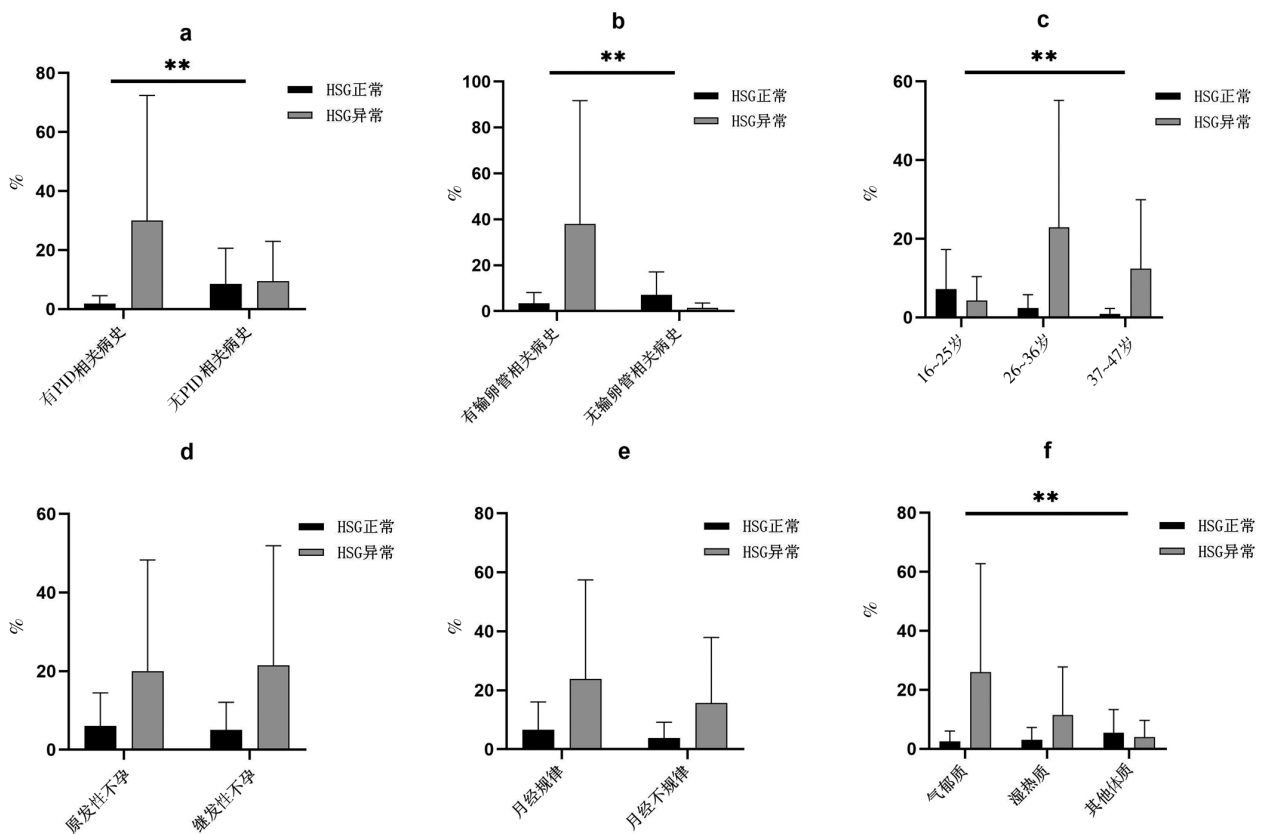 a
**
80
60
40
20
0
%
HSG正常
HSG异常
有PID相关病史
无PID相关病史
b
**
100
80
60
40
20
0
%
HSG正常
HSG异常
有输卵管相关病史
无输卵管相关病史
c
**
60
40
20
0
%
HSG正常
HSG异常
16~25岁
26~36岁
37~47岁
d
60
40
20
0
%
HSG正常
HSG异常
原发性不孕
继发性不孕
e
80
60
40
20
0
%
HSG正常
HSG异常
月经规律
月经不规律
f
**
80
60
40
20
0
%
HSG正常
HSG异常
气郁质
湿热质
其他体质